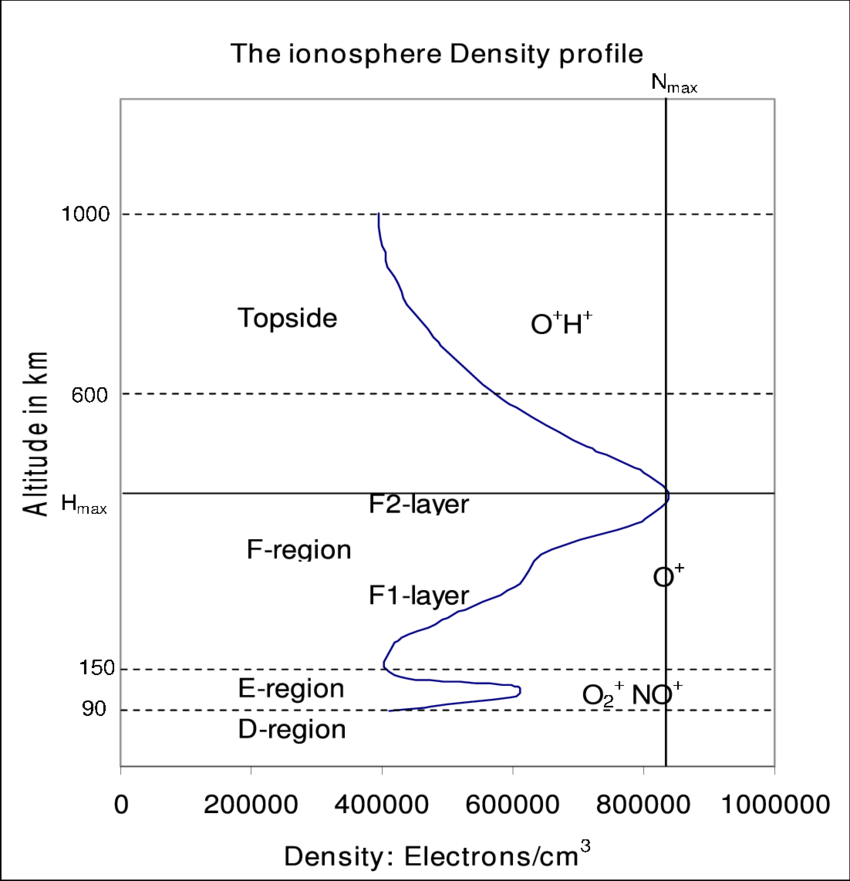 The ionosphere Density profile
Nmax
1000
Topside
O⁺H⁺
600
Altitude in km
Hmax
F2-layer
F-region
O⁺
F1-layer
150
E-region
O₂⁺ NO⁺
90
D-region
0 200000 400000 600000 800000 1000000
Density: Electrons/cm³